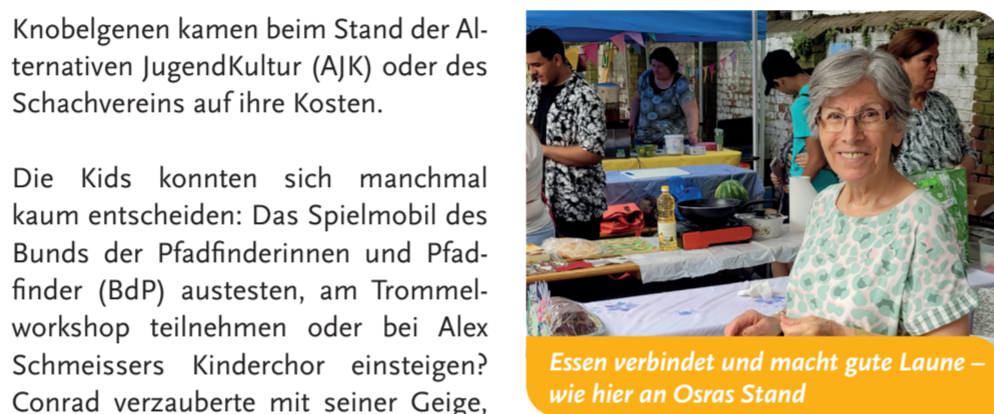 Knobelgenen kamen beim Stand der Al-
ternativen JugendKultur (AJK) oder des
Schachvereins auf ihre Kosten.
Die Kids konnten sich manchmal
kaum entscheiden: Das Spielmobil des
Bunds der Pfadfinderinnen und Pfad-
finder (BdP) austesten, am Trommel-
workshop teilnehmen oder bei Alex
Schmeissers Kinderchor einsteigen?
Conrad verzauberte mit seiner Geige,
Essen verbindet und macht gute Laune –
wie hier an Osras Stand